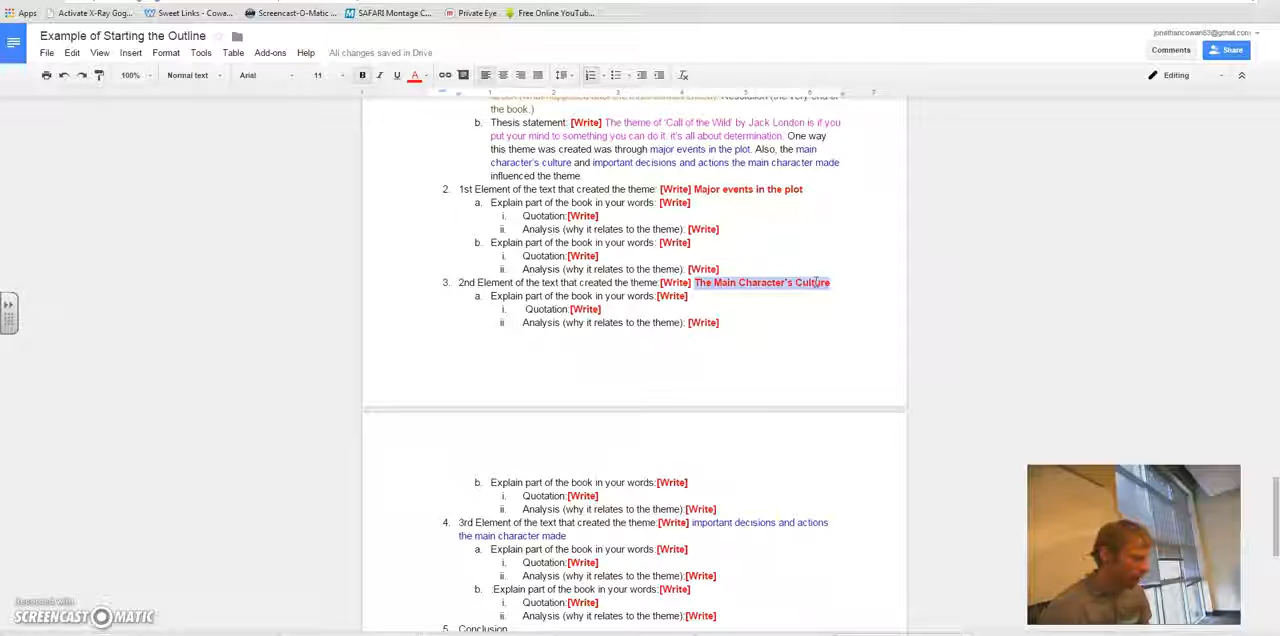 Apps Activate X-Ray Gog... Sweet Links - Cowa... Screencast-O-Matic ... SAFARI Montage C... Private Eye Free Online YouTub...
Example of Starting the Outline
jonathancowan63@gmail.com
File Edit View Insert Format Tools Table Add-ons Help All changes saved in Drive
Comments Share
100% Normal text Arial 11 B I U A Editing
1 1 2 3 4 5 6 7
the book.)
b. Thesis statement: [Write] The theme of 'Call of the Wild' by Jack London is if you
put your mind to something you can do it. it's all about determination. One way
this theme was created was through major events in the plot. Also, the main
character's culture and important decisions and actions the main character made
influenced the theme.
2. 1st Element of the text that created the theme: [Write] Major events in the plot
a. Explain part of the book in your words: [Write]
i. Quotation:[Write]
ii. Analysis (why it relates to the theme): [Write]
b. Explain part of the book in your words: [Write]
i. Quotation:[Write]
ii. Analysis (why it relates to the theme): [Write]
3. 2nd Element of the text that created the theme:[Write] The Main Character's Culture
a. Explain part of the book in your words:[Write]
i. Quotation:[Write]
ii Analysis (why it relates to the theme): [Write]
b. Explain part of the book in your words:[Write]
i. Quotation:[Write]
ii. Analysis (why it relates to the theme):[Write]
4. 3rd Element of the text that created the theme:[Write] important decisions and actions
the main character made
a. Explain part of the book in your words:[Write]
i. Quotation:[Write]
ii. Analysis (why it relates to the theme):[Write]
b. :Explain part of the book in your words:[Write]
i. Quotation:[Write]
ii. Analysis (why it relates to the theme):[Write]
5. Conclusion
Recorded with
SCREENCAST-O-MATIC